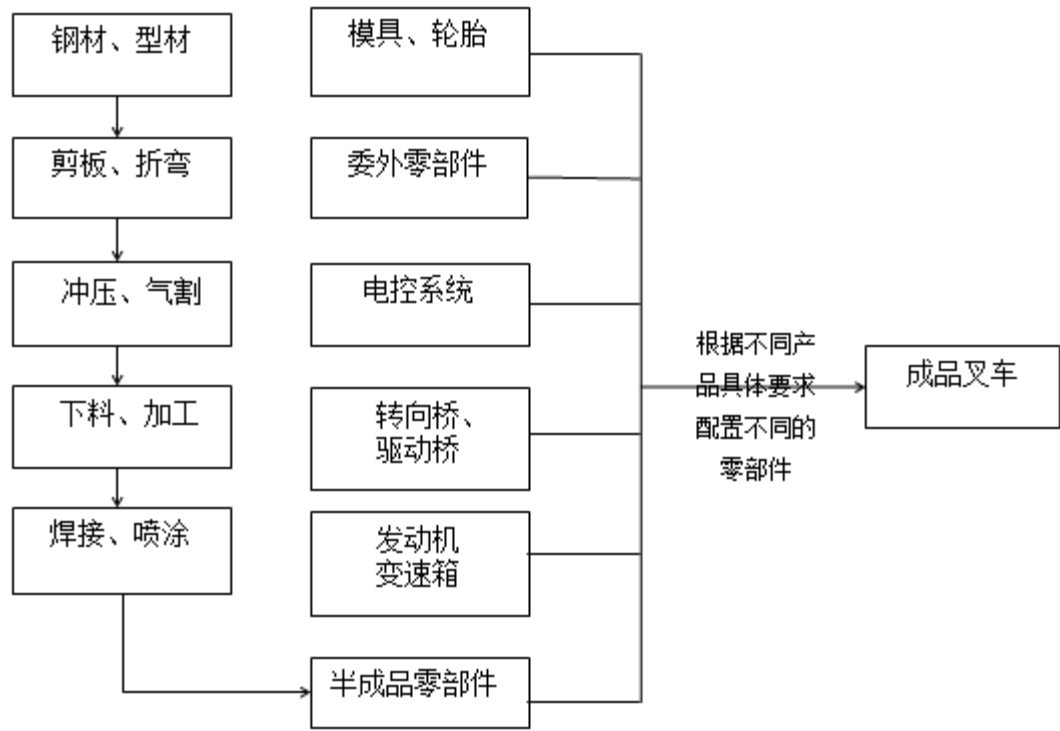 钢材、型材
剪板、折弯
冲压、气割
下料、加工
焊接、喷涂
模具、轮胎
委外零部件
电控系统
转向桥、
驱动桥
发动机
变速箱
半成品零部件
根据不同产
品具体要求
配置不同的
零部件
成品叉车